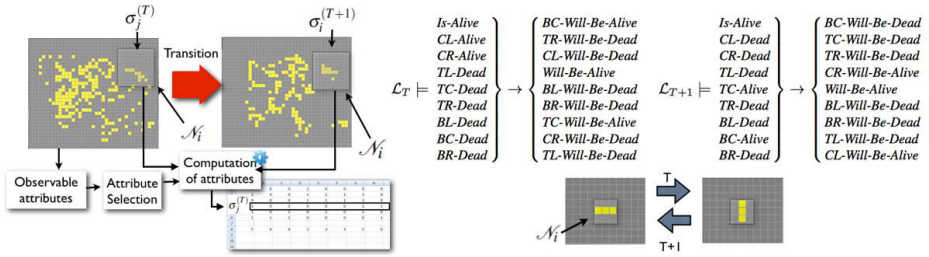 σ_j^(T)
σ_i^(T+1)
Transition
𝒩_i
𝒩_i
Observable attributes
Attribute Selection
Computation of attributes
σ_j^(T)
ℒ_T ⊨
Is-Alive
CL-Alive
CR-Alive
TL-Dead
TC-Dead
TR-Dead
BL-Dead
BC-Dead
BR-Dead
→
BC-Will-Be-Alive
TR-Will-Be-Dead
CL-Will-Be-Dead
Will-Be-Alive
BL-Will-Be-Dead
BR-Will-Be-Dead
TC-Will-Be-Alive
CR-Will-Be-Dead
TL-Will-Be-Dead
ℒ_T+1 ⊨
Is-Alive
CL-Dead
CR-Dead
TL-Dead
TC-Alive
TR-Dead
BL-Dead
BC-Alive
BR-Dead
→
BC-Will-Be-Dead
TC-Will-Be-Dead
TR-Will-Be-Dead
CR-Will-Be-Alive
Will-Be-Alive
BL-Will-Be-Dead
BR-Will-Be-Dead
TL-Will-Be-Dead
CL-Will-Be-Alive
T
𝒩_i
T+1